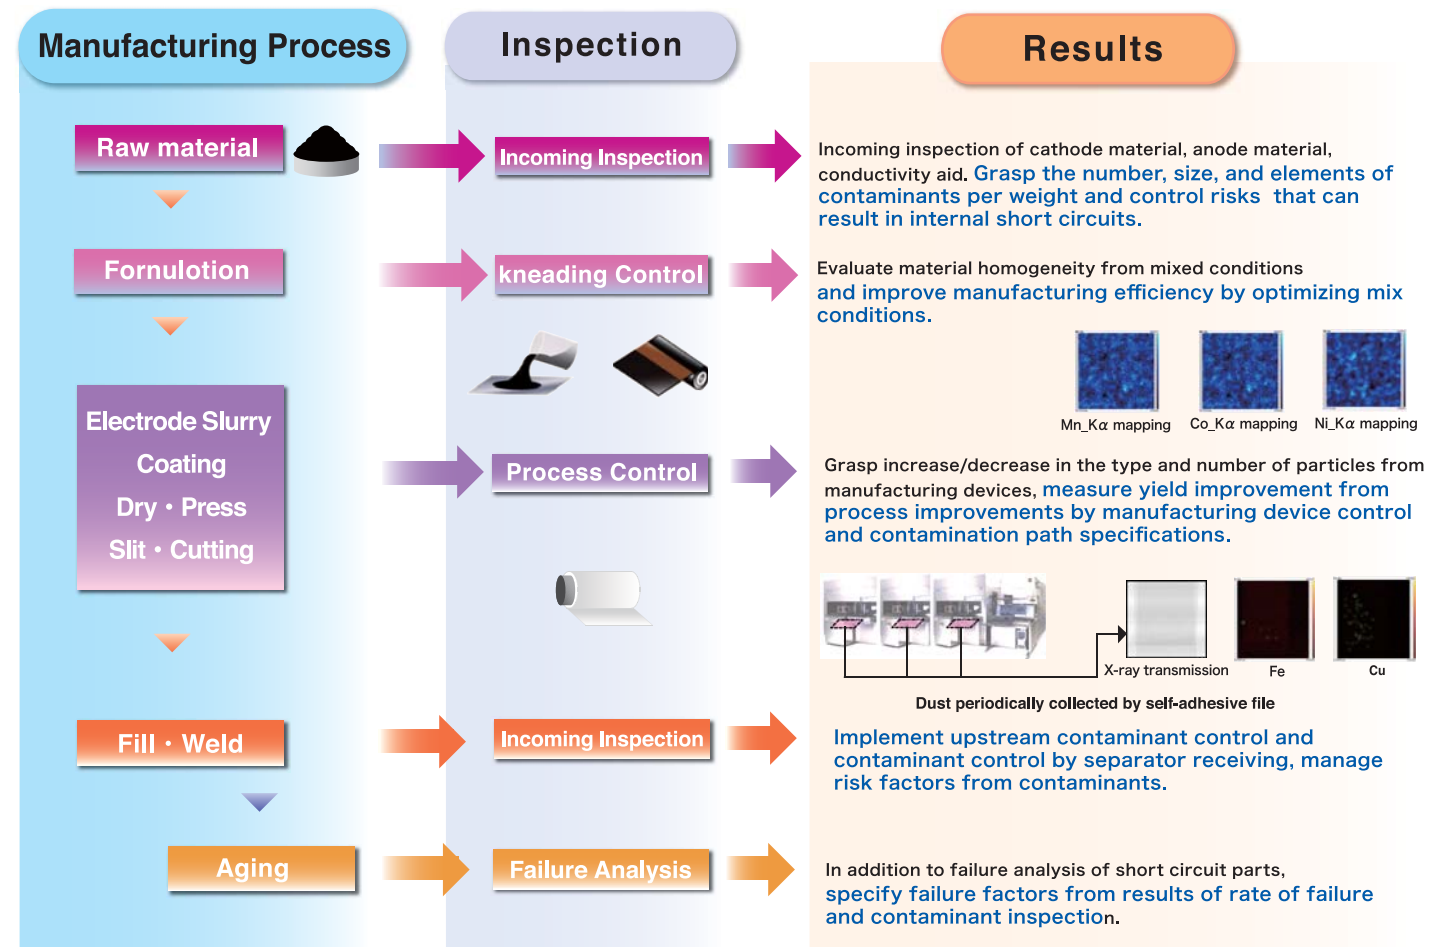 Manufacturing Process
Inspection
Results
Raw material
Incoming Inspection
Incoming inspection of cathode material, anode material,
conductivity aid. Grasp the number, size, and elements of
contaminants per weight and control risks that can
result in internal short circuits.
Fornulotion
kneading Control
Evaluate material homogeneity from mixed conditions
and improve manufacturing efficiency by optimizing mix
conditions.
Mn_Kα mapping
Co_Kα mapping
Ni_Kα mapping
Electrode Slurry
Coating
Dry・Press
Slit・Cutting
Process Control
Grasp increase/decrease in the type and number of particles from
manufacturing devices, measure yield improvement from
process improvements by manufacturing device control
and contamination path specifications.
X-ray transmission
Fe
Cu
Dust periodically collected by self-adhesive file
Fill・Weld
Incoming Inspection
Implement upstream contaminant control and
contaminant control by separator receiving, manage
risk factors from contaminants.
Aging
Failure Analysis
In addition to failure analysis of short circuit parts,
specify failure factors from results of rate of failure
and contaminant inspection.